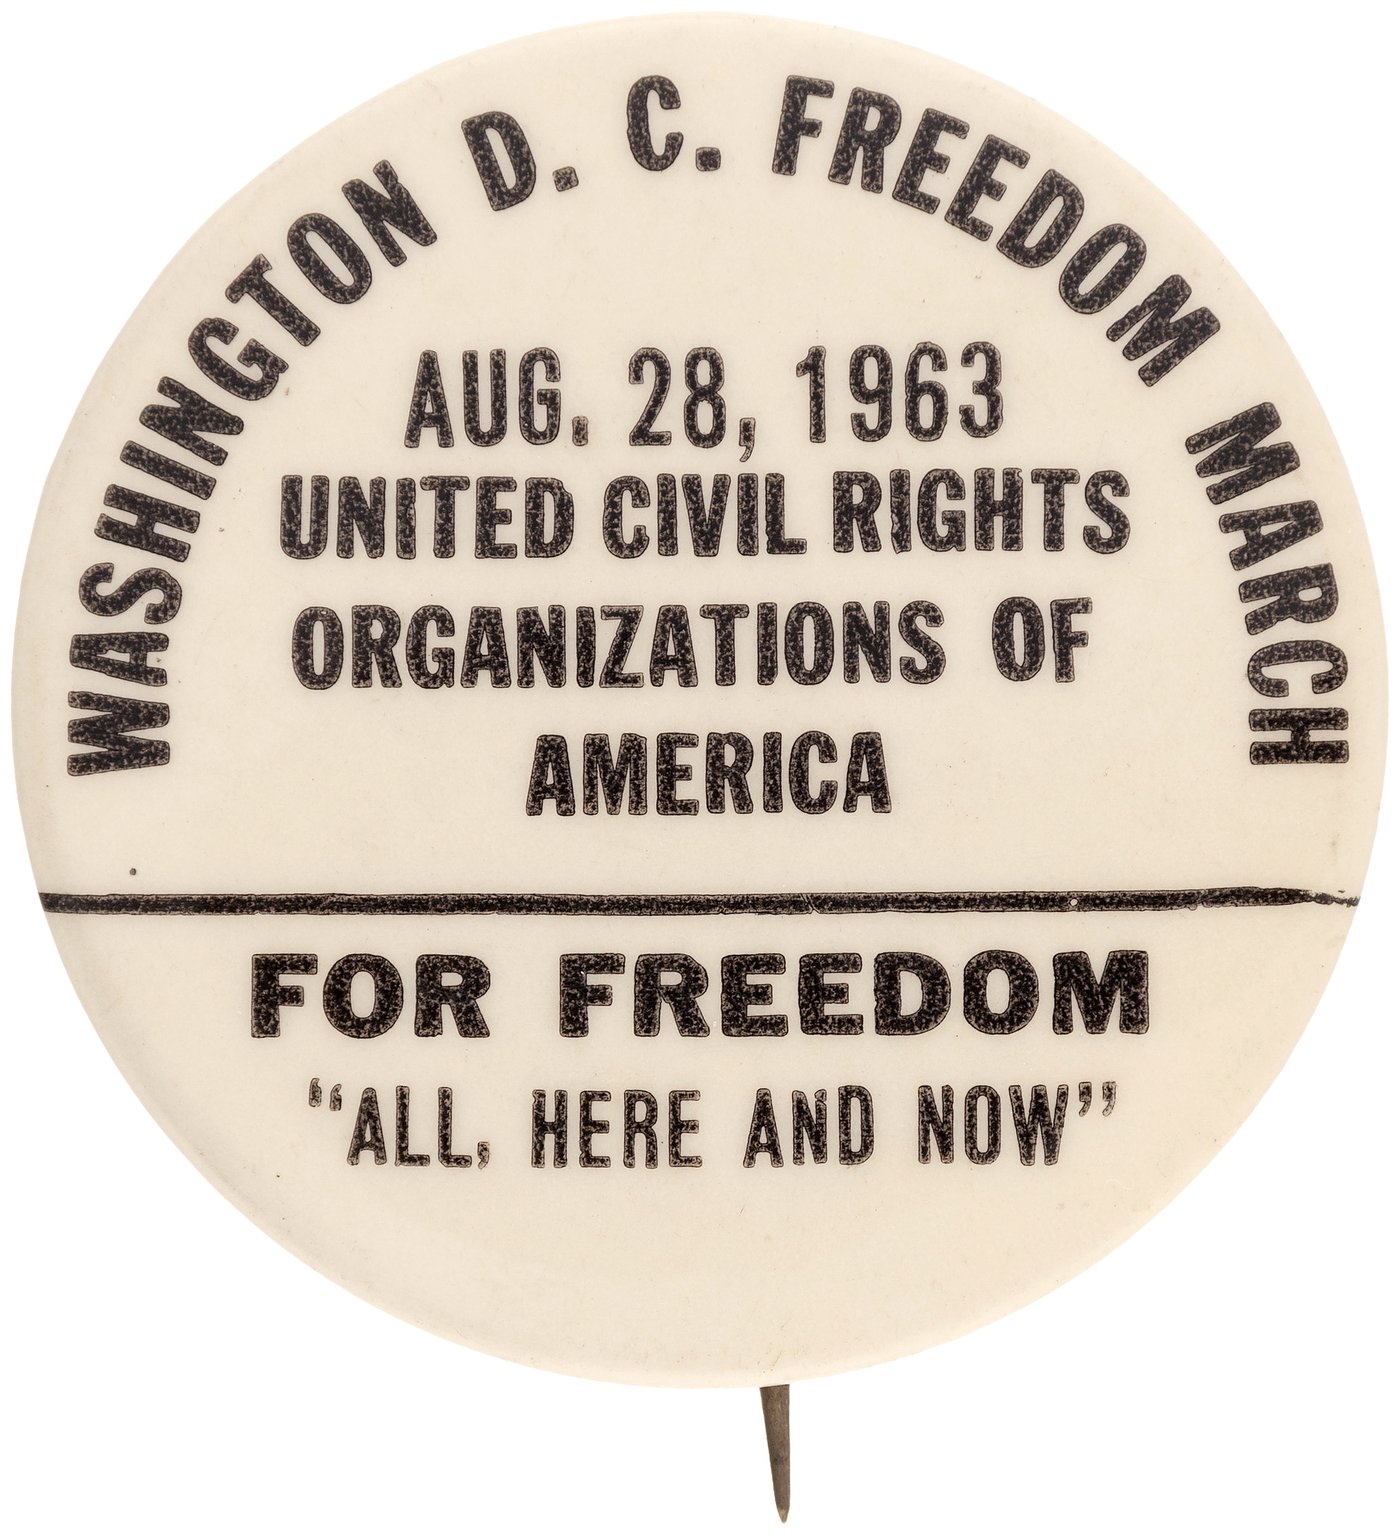 WASHINGTON D. C. FREEDOM MARCH
AUG. 28, 1963
UNITED CIVIL RIGHTS
ORGANIZATIONS OF
AMERICA
FOR FREEDOM
“ALL, HERE AND NOW”